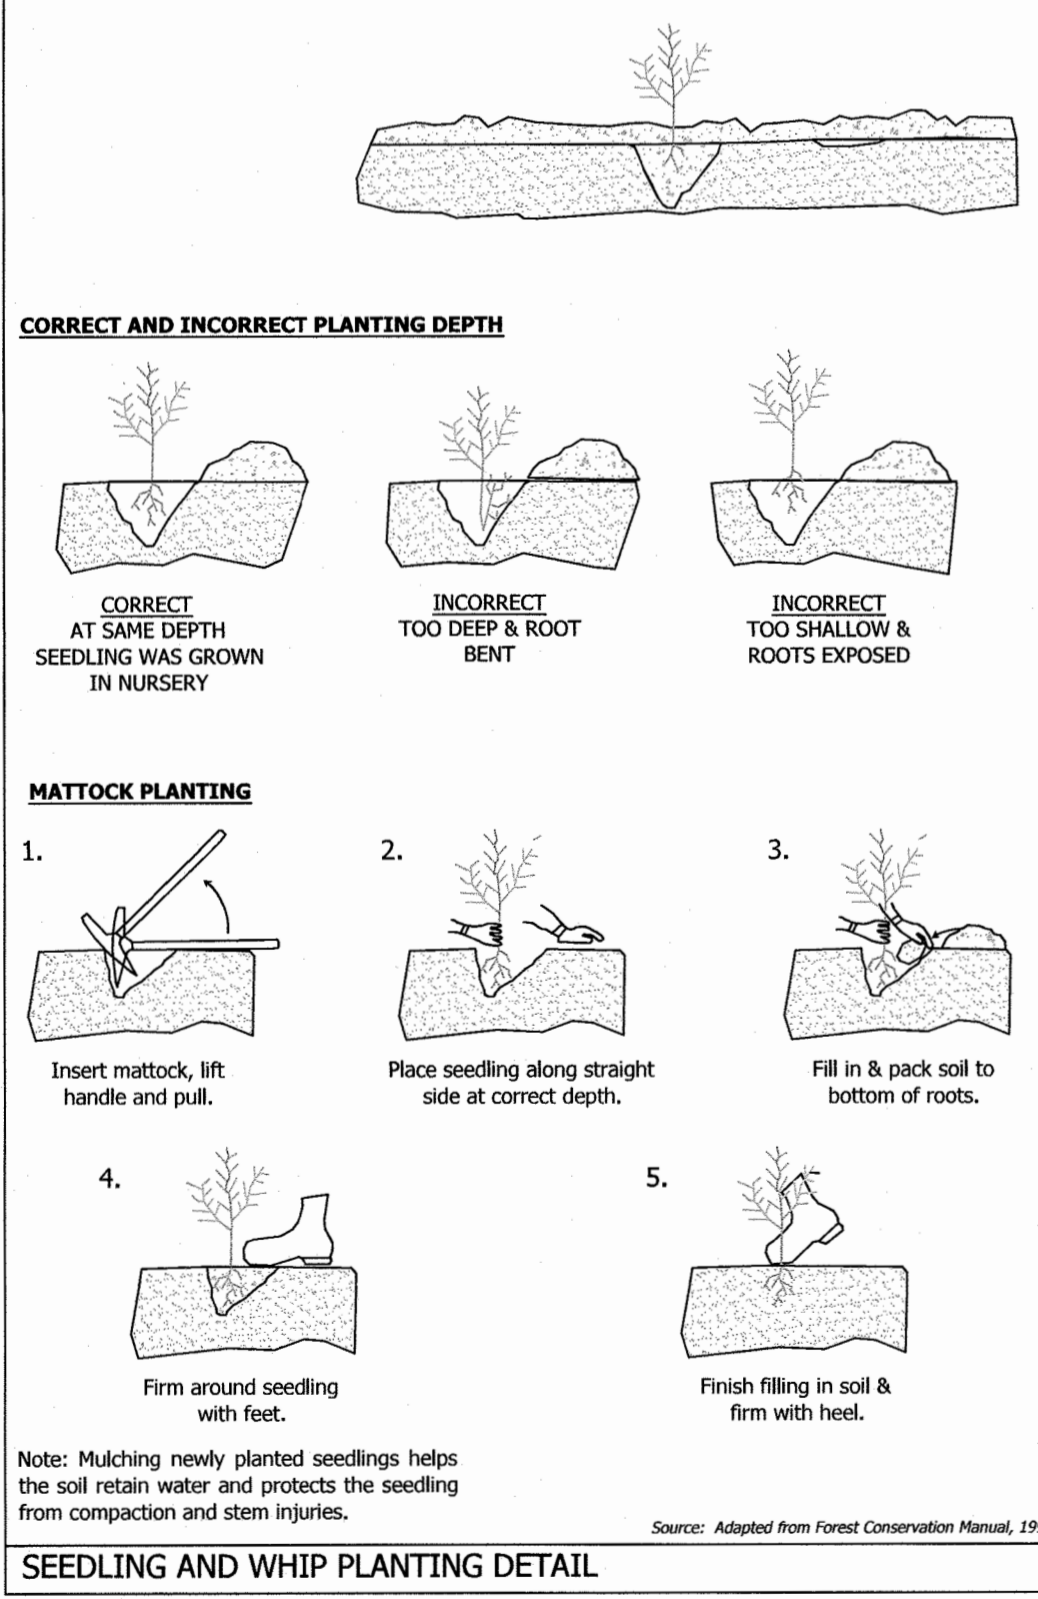 CORRECT AND INCORRECT PLANTING DEPTH
CORRECT
AT SAME DEPTH
SEEDLING WAS GROWN
IN NURSERY
INCORRECT
TOO DEEP & ROOT
BENT
INCORRECT
TOO SHALLOW &
ROOTS EXPOSED
MATTOCK PLANTING
1.
Insert mattock, lift
handle and pull.
2.
Place seedling along straight
side at correct depth.
3.
Fill in & pack soil to
bottom of roots.
4.
Firm around seedling
with feet.
5.
Finish filling in soil &
firm with heel.
Note: Mulching newly planted seedlings helps
the soil retain water and protects the seedling
from compaction and stem injuries.
Source: Adapted from Forest Conservation Manual,
SEEDLING AND WHIP PLANTING DETAIL